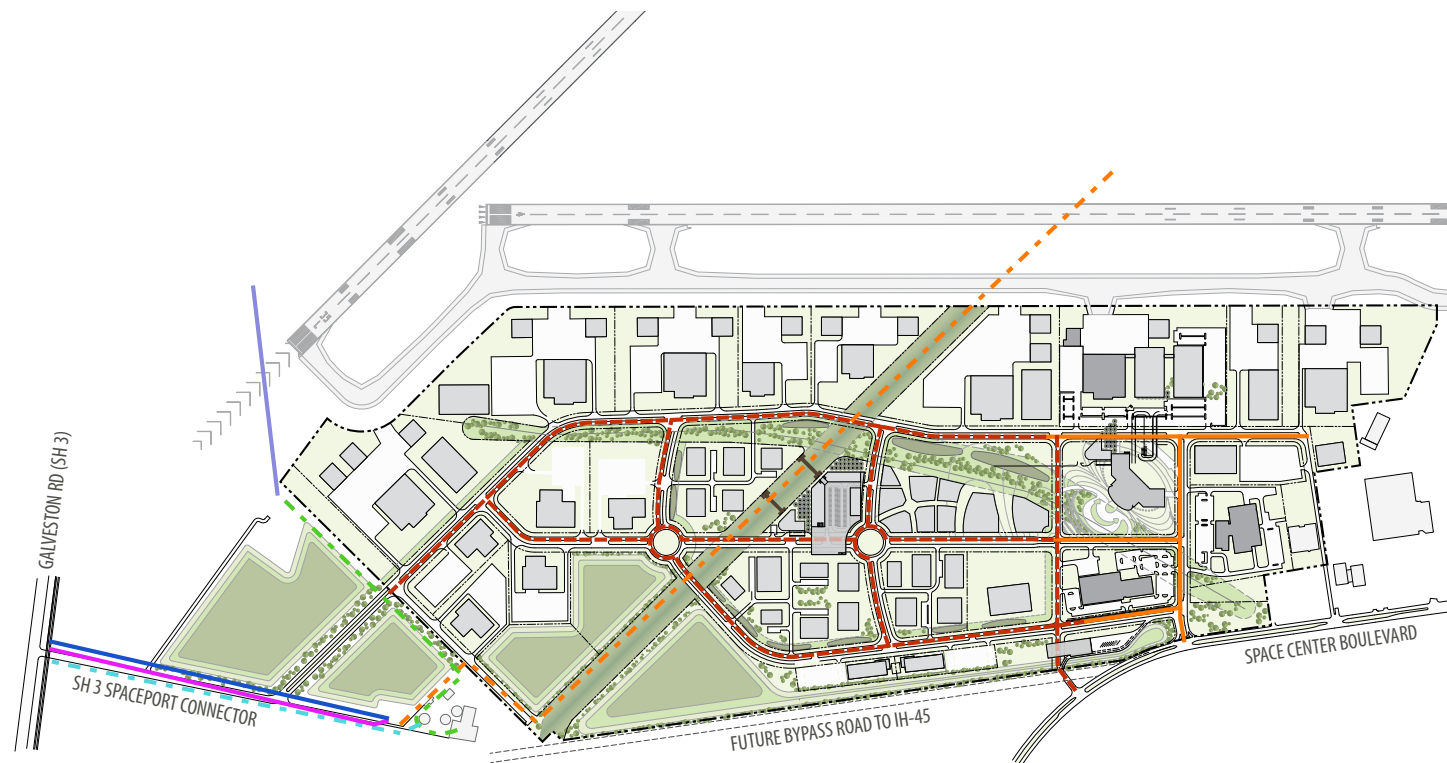 GALVESTON RD (SH 3)
SH 3 SPACEPORT CONNECTOR
FUTURE BYPASS ROAD TO IH-45
SPACE CENTER BOULEVARD